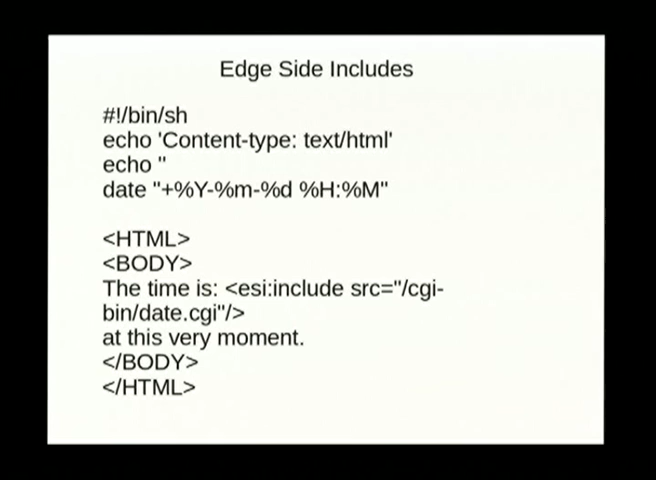 Edge Side Includes
#!/bin/sh
echo 'Content-type: text/html'
echo ''
date "+%Y-%m-%d %H:%M"
<HTML>
<BODY>
The time is: <esi:include src="/cgi-
bin/date.cgi"/>
at this very moment.
</BODY>
</HTML>